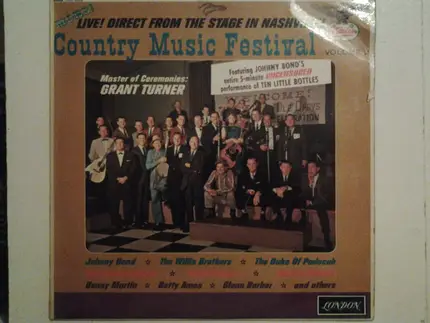 LIVE! DIRECT FROM THE STAGE IN NASHVILLE
Country Music Festival
VOLUME
Master of Ceremonies:
GRANT TURNER
Featuring JOHNNY BOND'S
entire 5-minute UNCENSORED
performance of TEN LITTLE BOTTLES
Johnny Bond ★ The Willis Brothers ★ The Duke Of Paducah
Benny Martin ★ Betty Amos ★ Glenn Barber ★ and others
LONDON